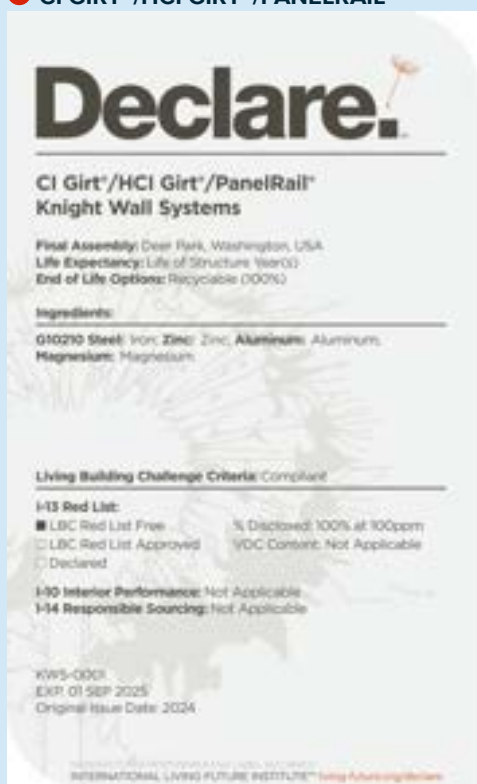 CI GIRT®/HCI GIRT®/PANELRAIL®
Declare.
CI Girt®/HCI Girt®/PanelRail®
Knight Wall Systems
Final Assembly: Deer Park, Washington, USA
Life Expectancy: Life of Structure Year(s)
End of Life Options: Recyclable (100%)
Ingredients:
G10210 Steel: Iron; Zinc: Zinc; Aluminum: Aluminum;
Magnesium: Magnesium
Living Building Challenge Criteria: Compliant
I-13 Red List:
■ LBC Red List Free % Disclosed: 100% at 100ppm
□ LBC Red List Approved VOC Content: Not Applicable
□ Declared
I-10 Interior Performance: Not Applicable
I-14 Responsible Sourcing: Not Applicable
KWS-0001
EXP. 01 SEP 2025
Original Issue Date: 2024
INTERNATIONAL LIVING FUTURE INSTITUTE™ living-future.org/declare